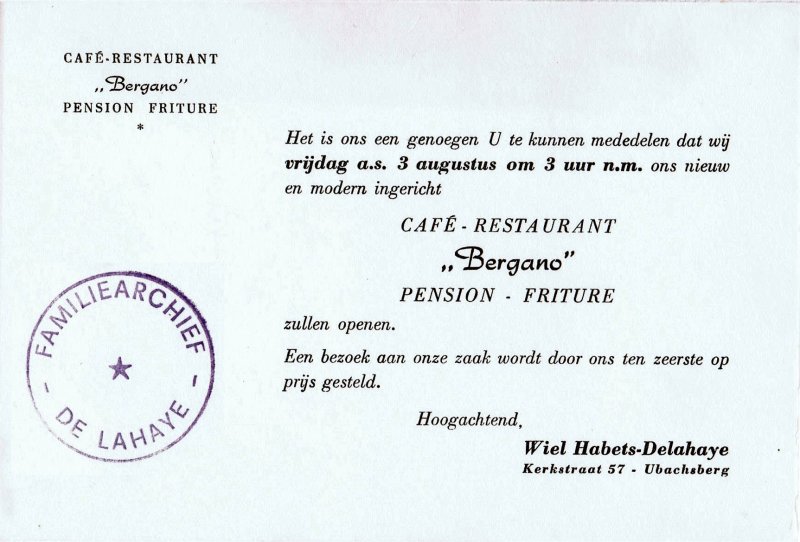 CAFÉ-RESTAURANT
„Bergano”
PENSION FRITURE
*
Het is ons een genoegen U te kunnen mededelen dat wij
vrijdag a.s. 3 augustus om 3 uur n.m. ons nieuw
en modern ingericht
CAFÉ - RESTAURANT
„Bergano”
PENSION - FRITURE
zullen openen.
Een bezoek aan onze zaak wordt door ons ten zeerste op
prijs gesteld.
Hoogachtend,
Wiel Habets-Delahaye
Kerkstraat 57 - Ubachsberg
- FAMILIEARCHIEF -
DE LAHAYE